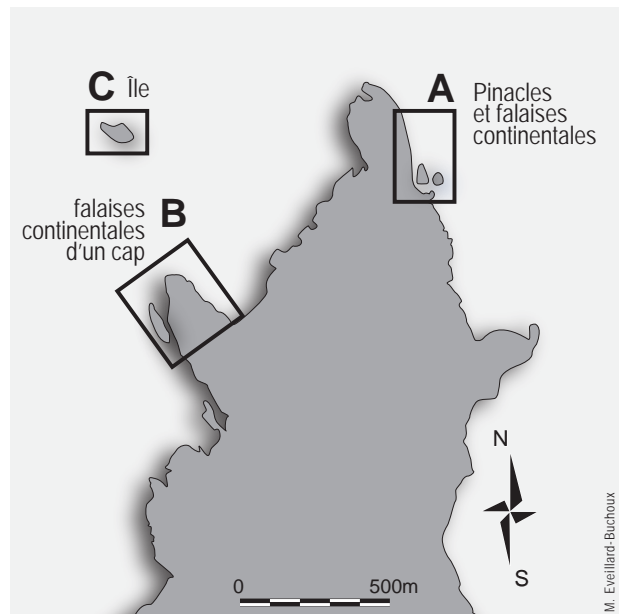 C Île
A Pinacles
et falaises
continentales
falaises
continentales
d'un cap
B
N
S
0 500m
M. Eveillard-Buchoux